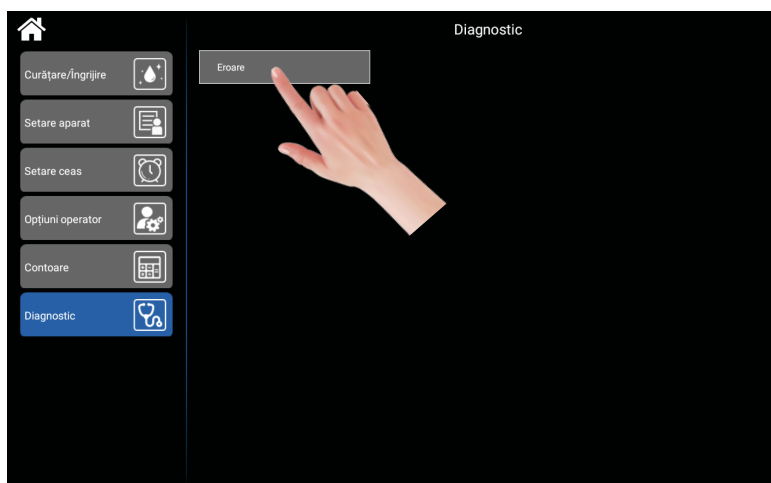 Diagnostic
Curățare/Îngrijire
Eroare
Setare aparat
Setare ceas
Opțiuni operator
Contoare
Diagnostic